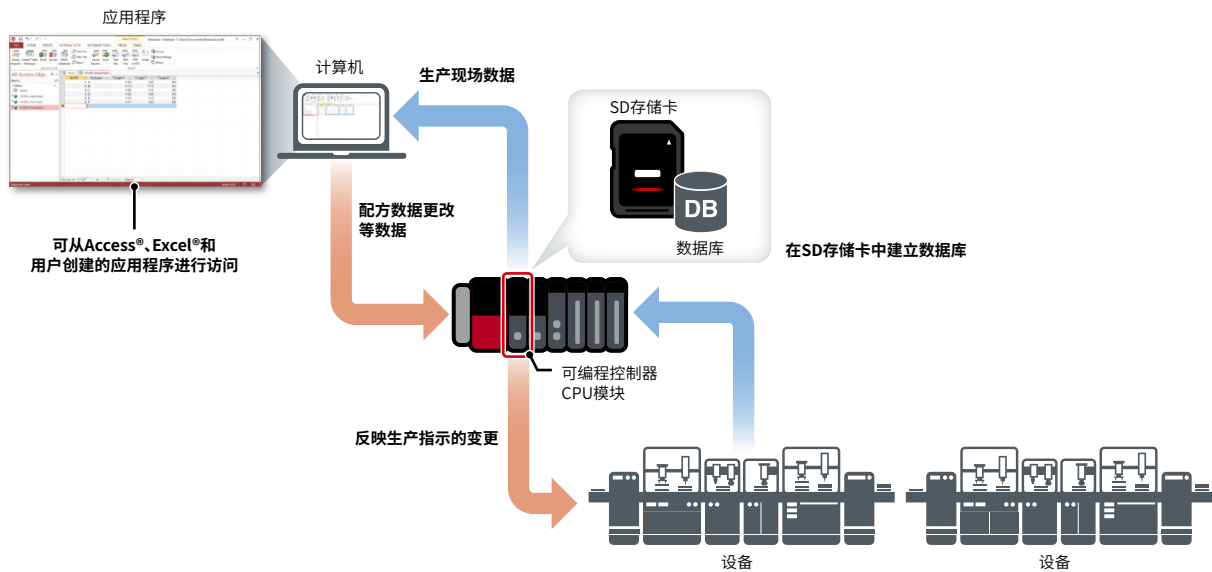 应用程序
计算机
生产现场数据
SD存储卡
DB
数据库
配方数据更改
等数据
可从Access®、Excel®和
用户创建的应用程序进行访问
在SD存储卡中建立数据库
可编程控制器
CPU模块
反映生产指示的变更
设备
设备